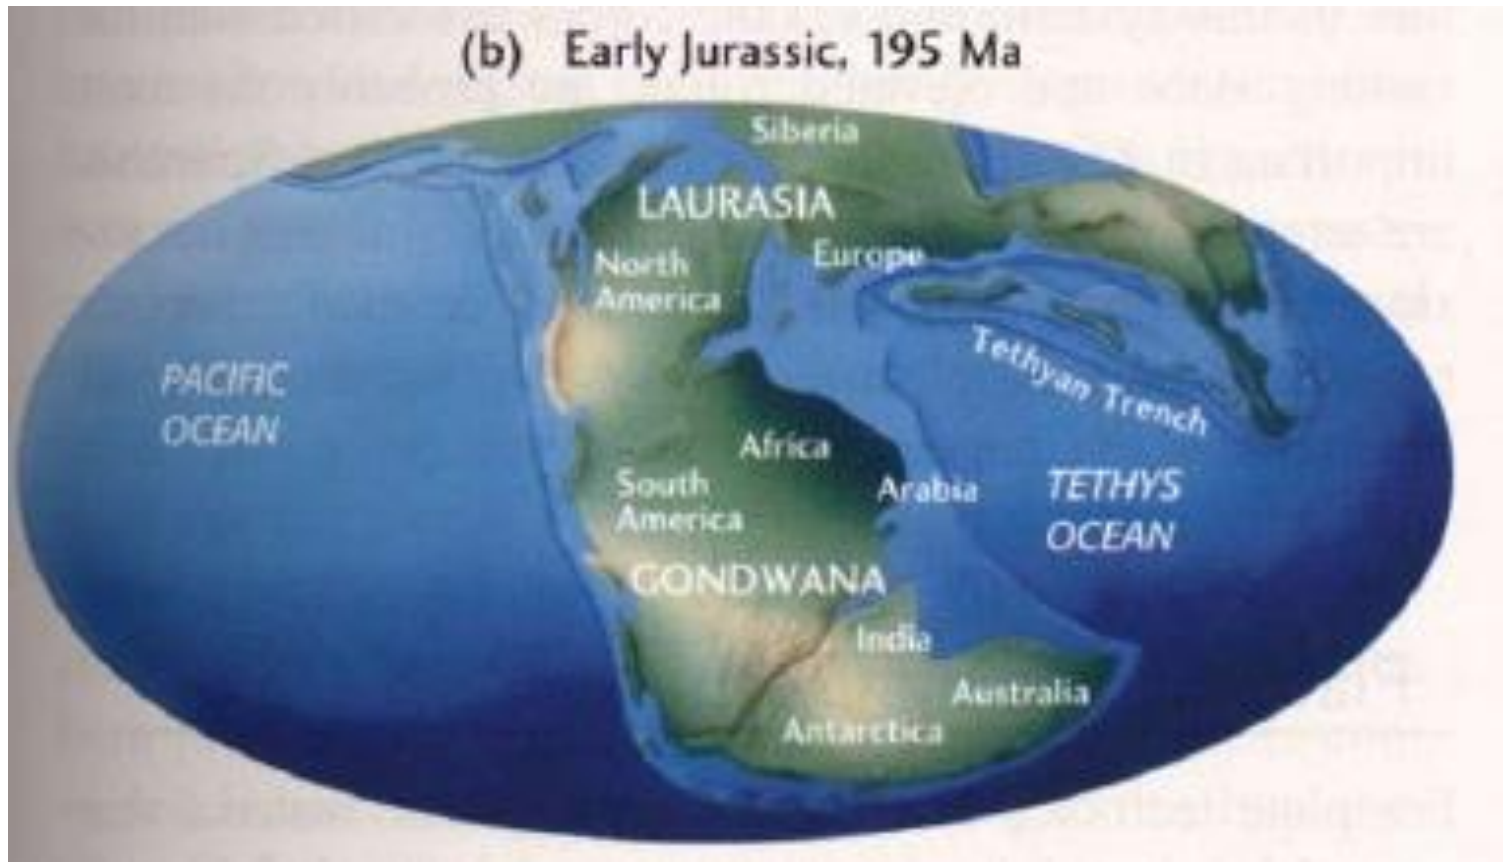 (b) Early Jurassic, 195 Ma
Siberia
LAURASIA
Europe
North
America
Tethyan Trench
PACIFIC
OCEAN
Africa
South
America
Arabia
TETHYS
OCEAN
GONDWANA
India
Australia
Antarctica